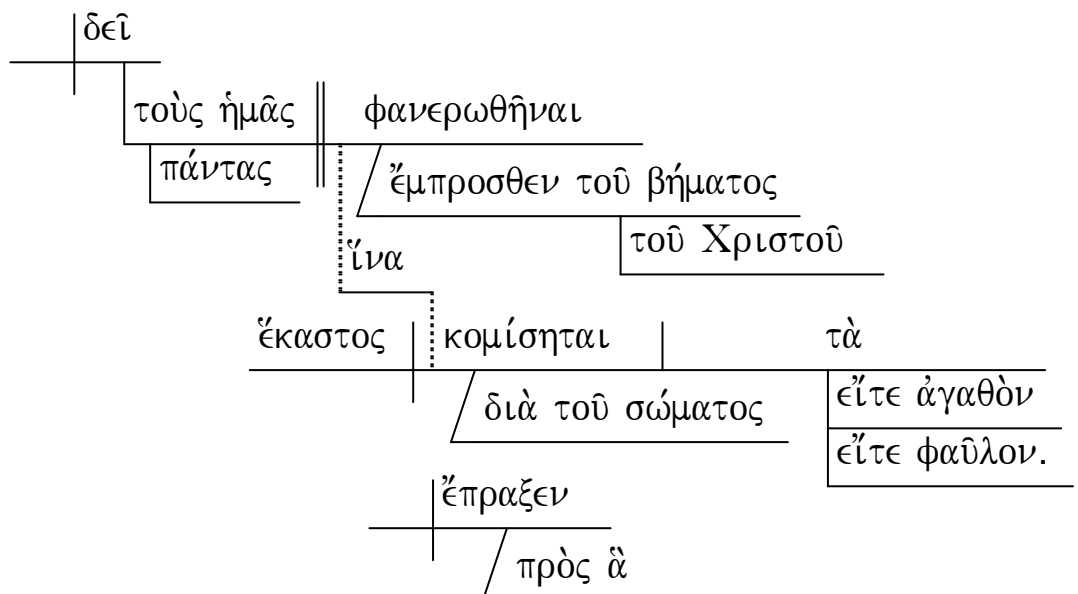 δεῖ
τοὺς ἡμᾶς φανερωθῆναι
πάντας ἔμπροσθεν τοῦ βήματος
τοῦ Χριστοῦ
ἵνα
ἕκαστος κομίσηται τὰ
διὰ τοῦ σώματος εἴτε ἀγαθὸν
εἴτε φαῦλον.
ἔπραξεν
πρὸς ἃ